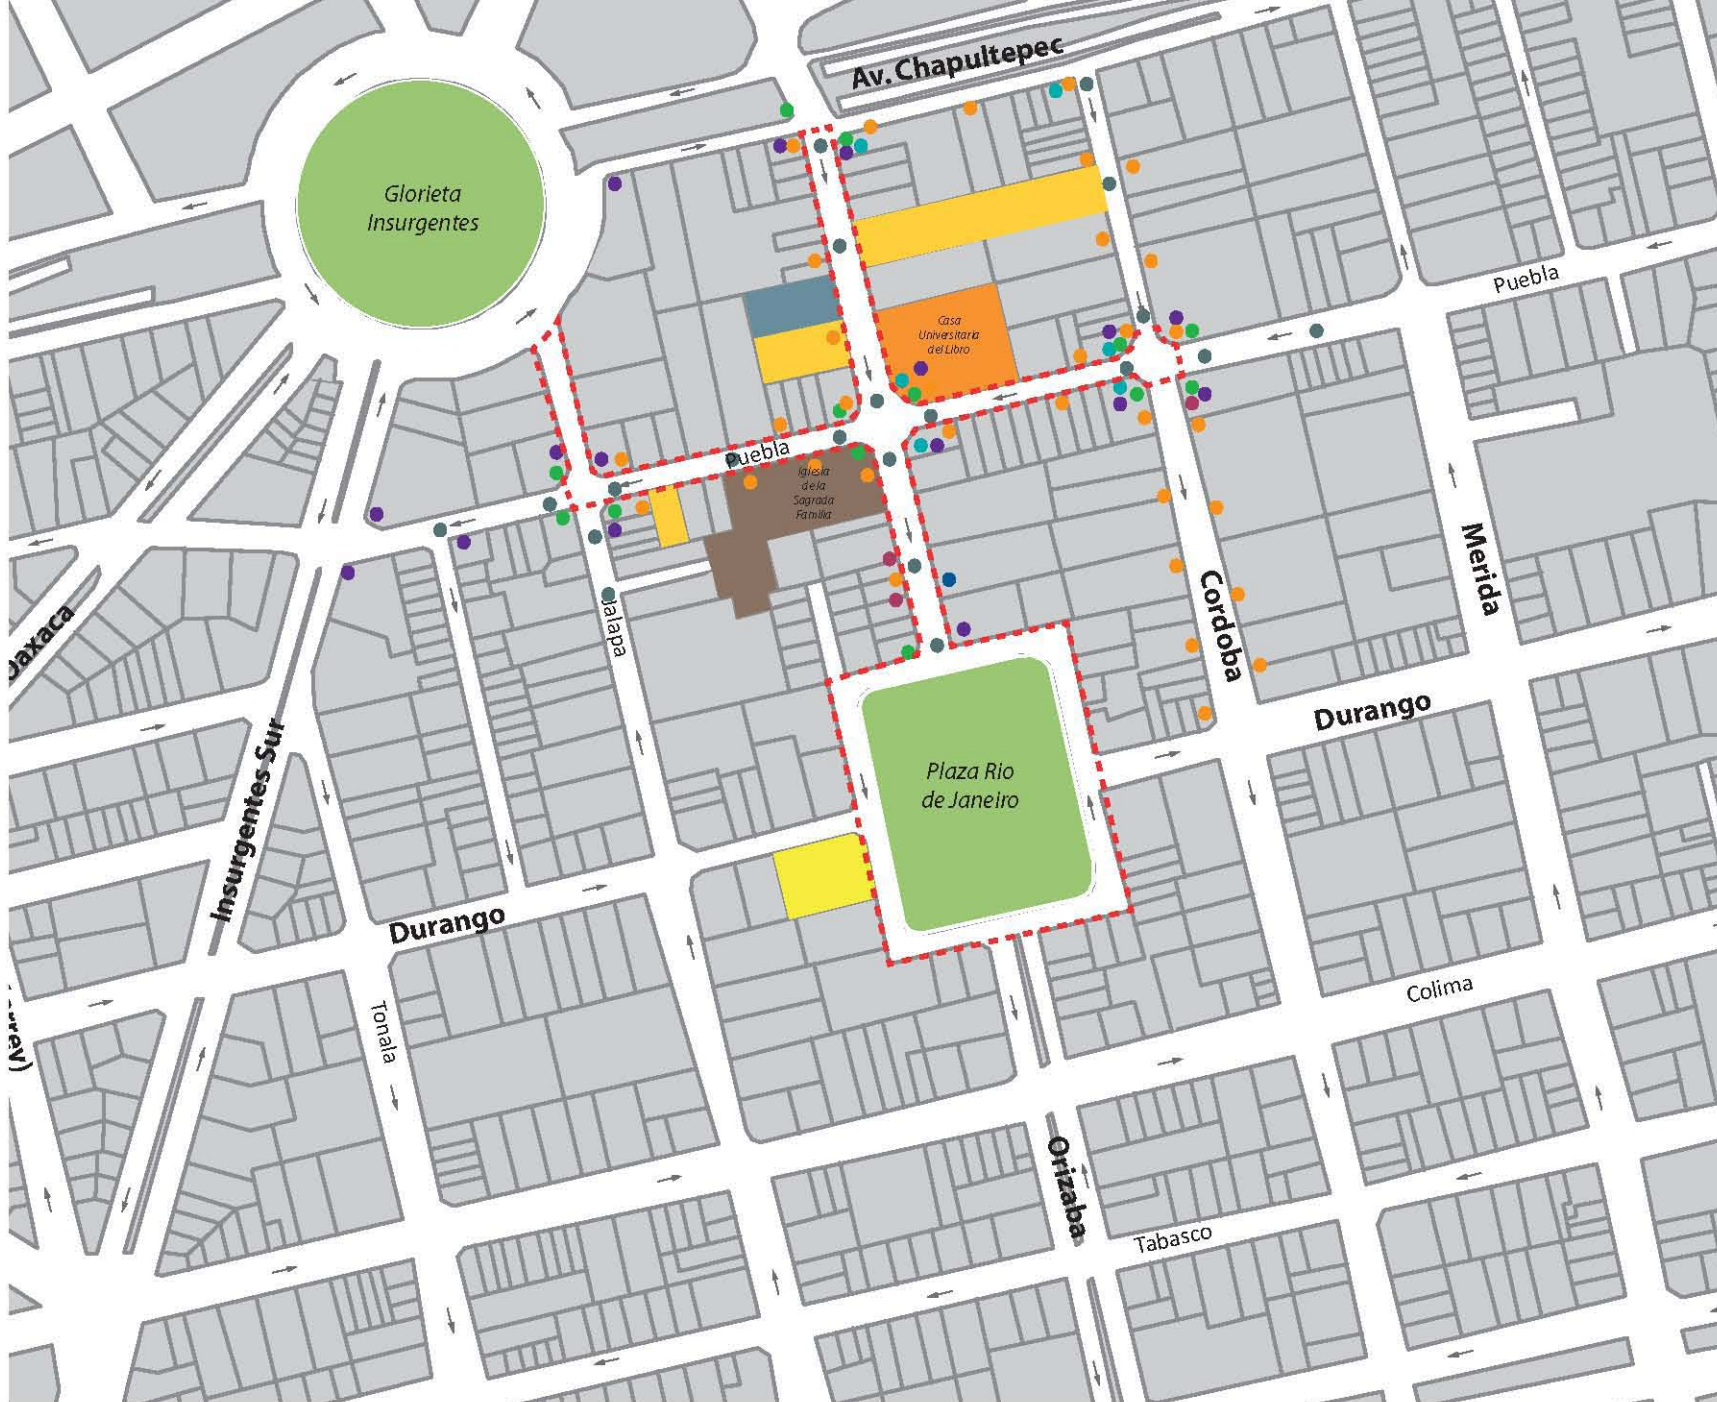 Av. Chapultepec
Glorieta
Insurgentes
Puebla
Casa
Universitaria
del Libro
Puebla
Iglesia
de la
Sagrada
Familia
Merida
Cordoba
Jalapa
Oaxaca
Durango
Insurgentes Sur
Plaza Rio
de Janeiro
Durango
Colima
Tonala
rrey)
Orizaba
Tabasco